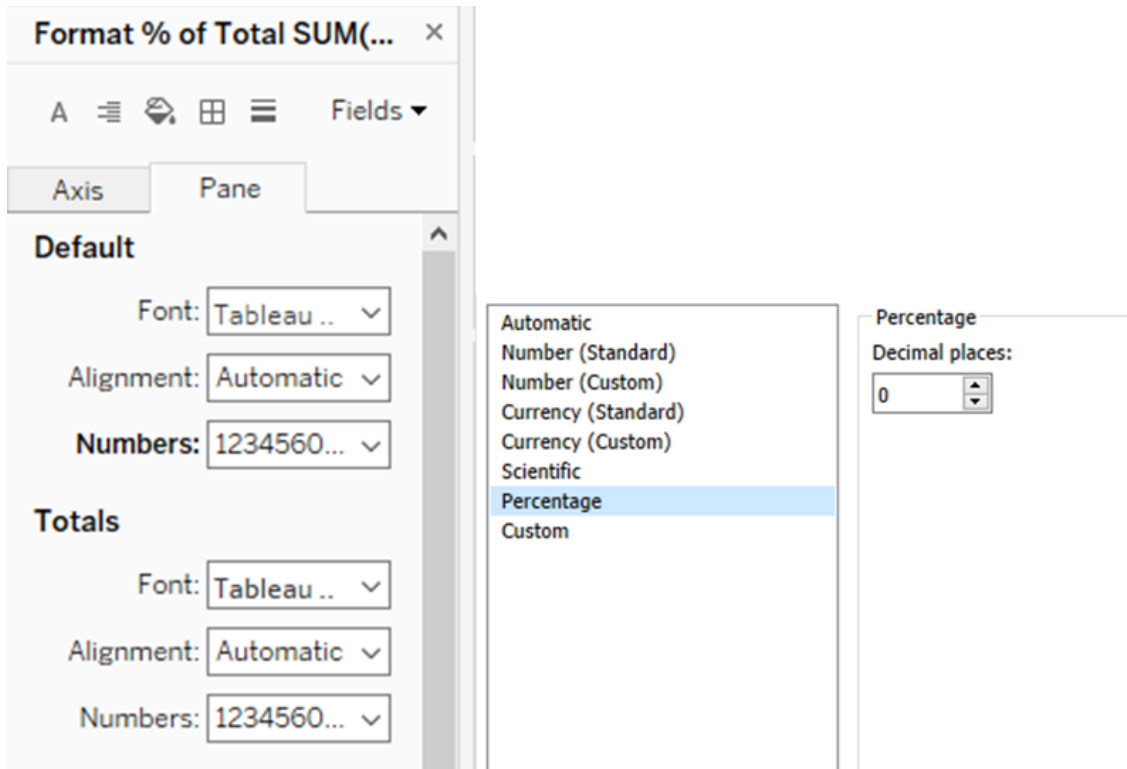 Format % of Total SUM(... ×
A Fields
Axis Pane
Default
Font: Tableau ..
Alignment: Automatic
Numbers: 1234560...
Totals
Font: Tableau ..
Alignment: Automatic
Numbers: 1234560...
Automatic
Number (Standard)
Number (Custom)
Currency (Standard)
Currency (Custom)
Scientific
Percentage
Custom
Percentage
Decimal places:
0